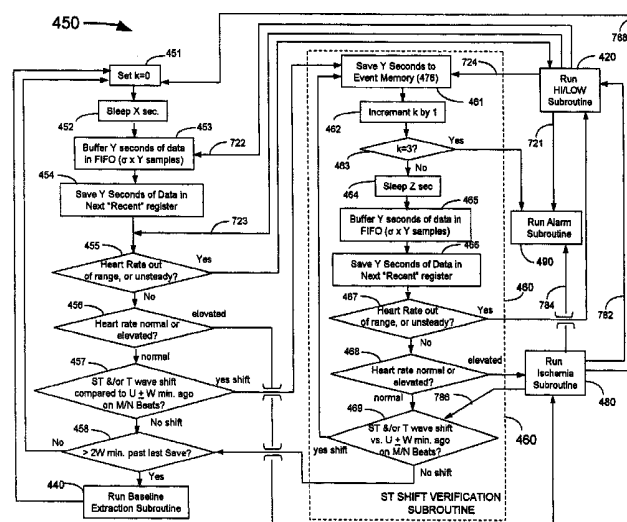 450
451
Set k=0
Sleep X sec.
452
453
Buffer Y seconds of data
in FIFO (σ x Y samples)
722
454
Save Y Seconds of Data in
Next "Recent" register
723
455
Heart Rate out
of range, or unsteady?
Yes
No
456
Heart rate normal or
elevated?
elevated
normal
457
ST &/or T wave shift
compared to U ± W min. ago
on M/N Beats?
yes shift
No shift
458
> 2W min. past last Save?
No
Yes
440
Run Baseline
Extraction Subroutine
Save Y Seconds to
Event Memory (476)
461
724
462
Increment k by 1
463
k=3?
Yes
No
464
Sleep Z sec
465
Buffer Y seconds of data in
FIFO (σ x Y samples)
466
Save Y Seconds of Data in
Next "Recent" register
467
Heart Rate out
of range, or unsteady?
Yes
No
468
Heart rate normal or
elevated?
elevated
normal
786
469
ST &/or T wave shift
vs. U ± W min. ago
on M/N Beats?
yes shift
No shift
460
460
ST SHIFT VERIFICATION
SUBROUTINE
788
420
Run
HI/LOW
Subroutine
721
Run Alarm
Subroutine
490
784
782
Run
Ischemia
Subroutine
480